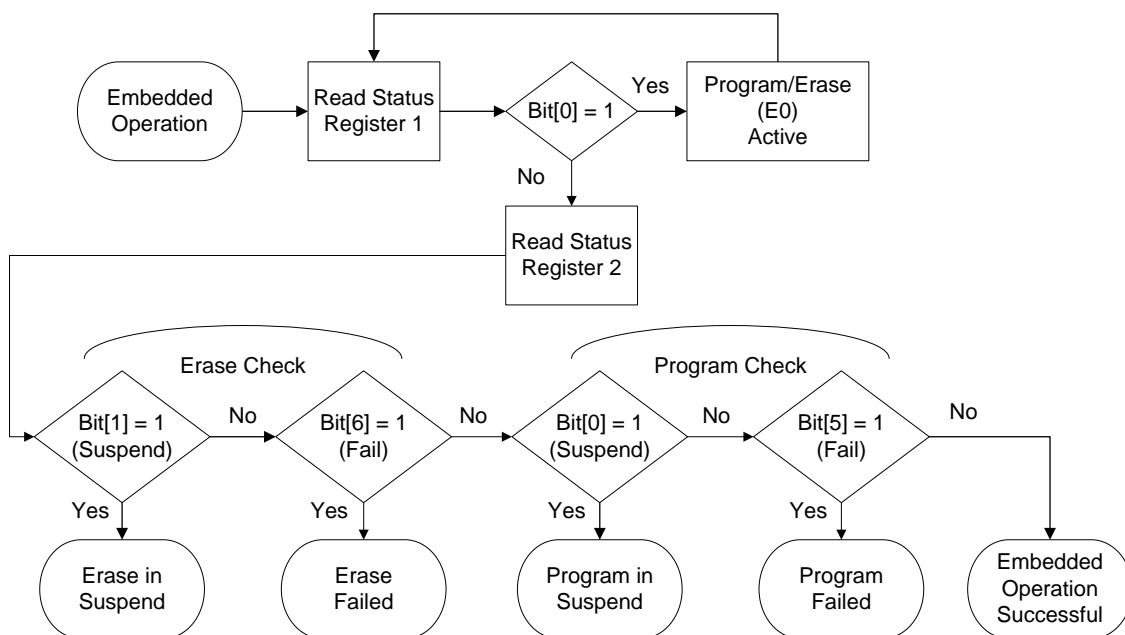 Embedded
Operation
Read Status
Register 1
Bit[0] = 1
Yes
Program/Erase
(E0)
Active
No
Read Status
Register 2
Erase Check
Program Check
Bit[1] = 1
(Suspend)
No
Bit[6] = 1
(Fail)
No
Bit[0] = 1
(Suspend)
No
Bit[5] = 1
(Fail)
No
Yes
Yes
Yes
Yes
Erase in
Suspend
Erase
Failed
Program in
Suspend
Program
Failed
Embedded
Operation
Successful